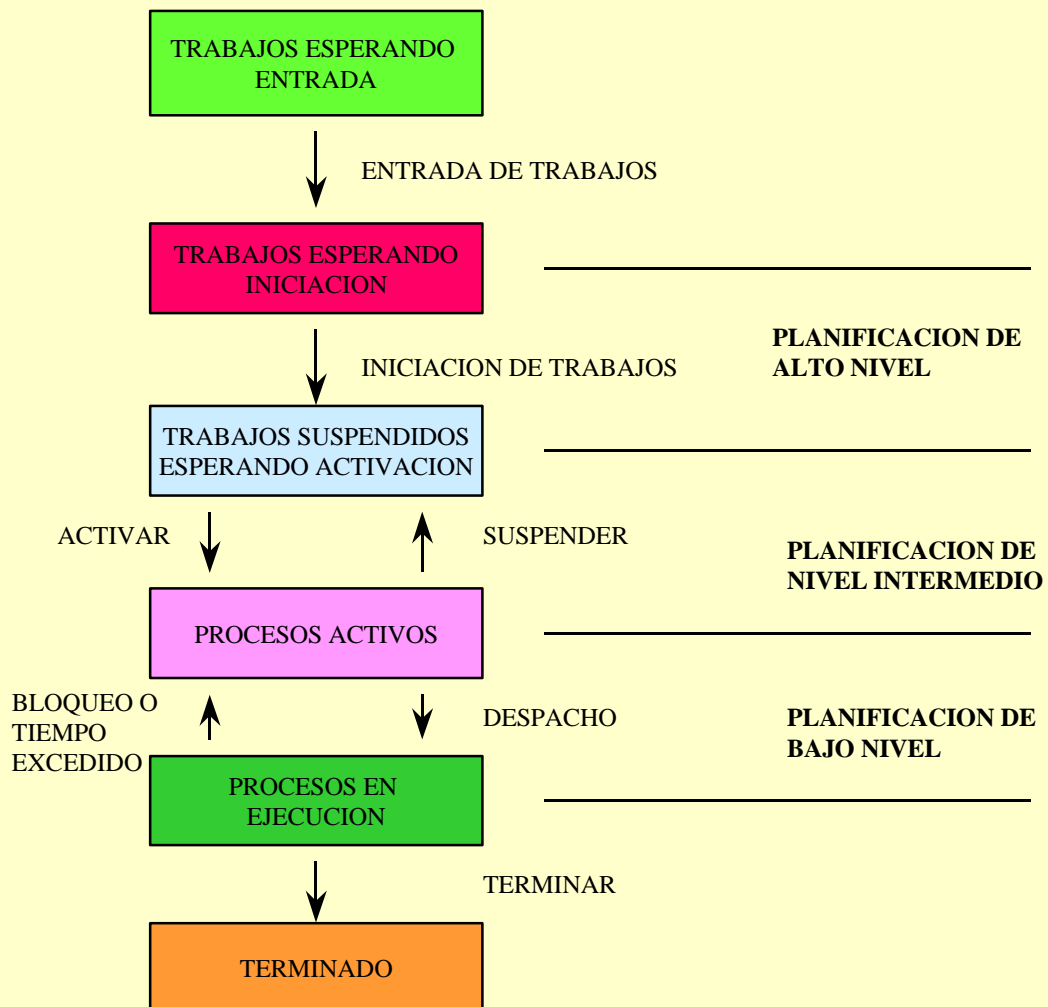 TRABAJOS ESPERANDO
ENTRADA
ENTRADA DE TRABAJOS
TRABAJOS ESPERANDO
INICIACION
PLANIFICACION DE
ALTO NIVEL
INICIACION DE TRABAJOS
TRABAJOS SUSPENDIDOS
ESPERANDO ACTIVACION
ACTIVAR
SUSPENDER
PLANIFICACION DE
NIVEL INTERMEDIO
PROCESOS ACTIVOS
BLOQUEO O
TIEMPO
EXCEDIDO
DESPACHO
PLANIFICACION DE
BAJO NIVEL
PROCESOS EN
EJECUCION
TERMINAR
TERMINADO